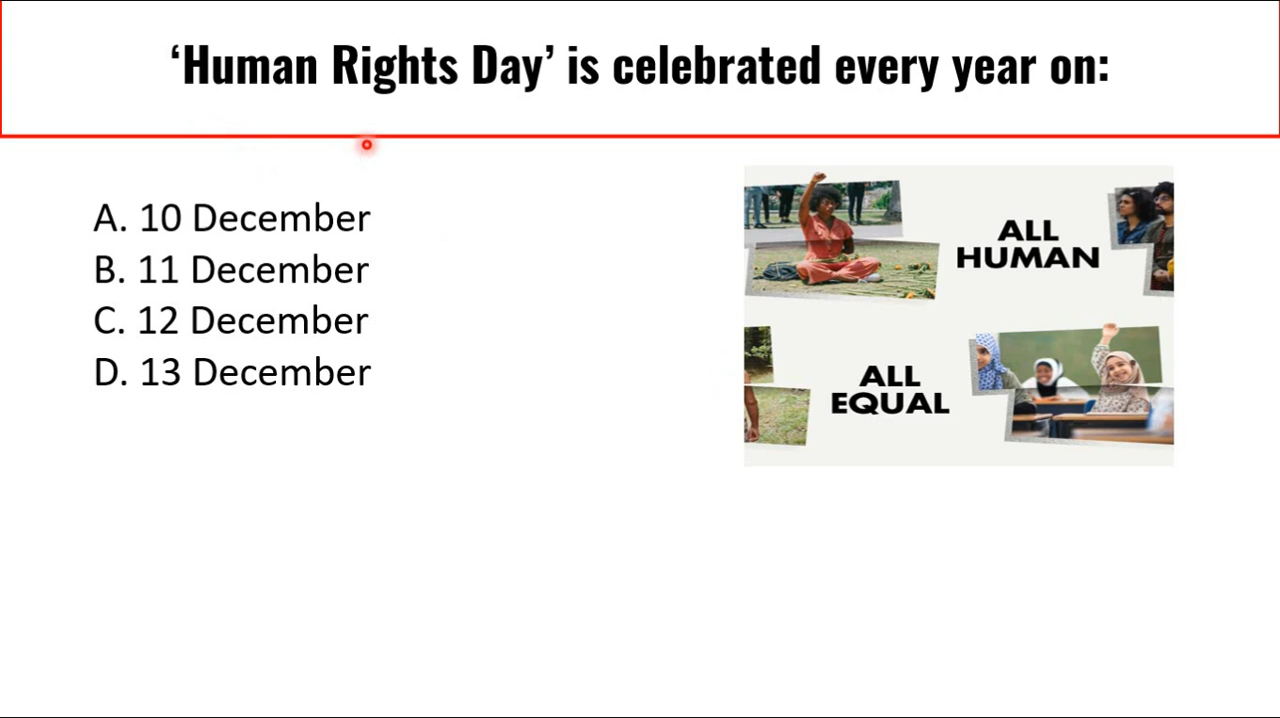 ‘Human Rights Day’ is celebrated every year on:
A. 10 December
B. 11 December
C. 12 December
D. 13 December
ALL
HUMAN
ALL
EQUAL